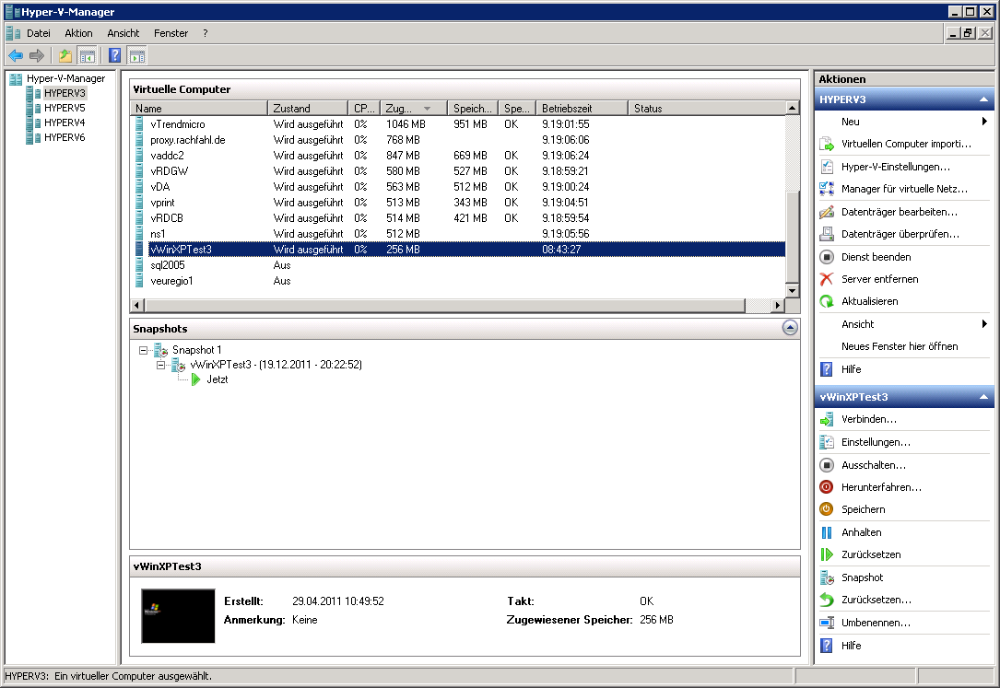 Hyper-V-Manager
Datei Aktion Ansicht Fenster ?
Hyper-V-Manager
HYPERV3
HYPERV5
HYPERV4
HYPERV6
Virtuelle Computer
Name Zustand CP... Zug... Speich... Spe... Betriebszeit Status
vTrendmicro Wird ausgeführt 0% 1046 MB 951 MB OK 9.19:01:55
proxy.rachfahl.de Wird ausgeführt 0% 768 MB 9.19:06:06
vaddc2 Wird ausgeführt 0% 847 MB 669 MB OK 9.19:06:24
vRDGW Wird ausgeführt 0% 580 MB 527 MB OK 9.18:59:21
vDA Wird ausgeführt 0% 563 MB 512 MB OK 9.19:00:24
vprint Wird ausgeführt 0% 513 MB 343 MB OK 9.19:04:51
vRDCB Wird ausgeführt 0% 514 MB 421 MB OK 9.18:59:54
ns1 Wird ausgeführt 0% 512 MB 9.19:05:56
vWinXPTest3 Wird ausgeführt 0% 256 MB 08:43:27
sql2005 Aus
veuregio1 Aus
Snapshots
Snapshot 1
vWinXPTest3 - (19.12.2011 - 20:22:52)
Jetzt
vWinXPTest3
Erstellt: 29.04.2011 10:49:52 Takt: OK
Anmerkung: Keine Zugewiesener Speicher: 256 MB
Aktionen
HYPERV3
Neu
Virtuellen Computer importi...
Hyper-V-Einstellungen...
Manager für virtuelle Netz...
Datenträger bearbeiten...
Datenträger überprüfen...
Dienst beenden
Server entfernen
Aktualisieren
Ansicht
Neues Fenster hier öffnen
Hilfe
vWinXPTest3
Verbinden...
Einstellungen...
Ausschalten...
Herunterfahren...
Speichern
Anhalten
Zurücksetzen
Snapshot
Zurücksetzen...
Umbenennen...
Hilfe
HYPERV3: Ein virtueller Computer ausgewählt.